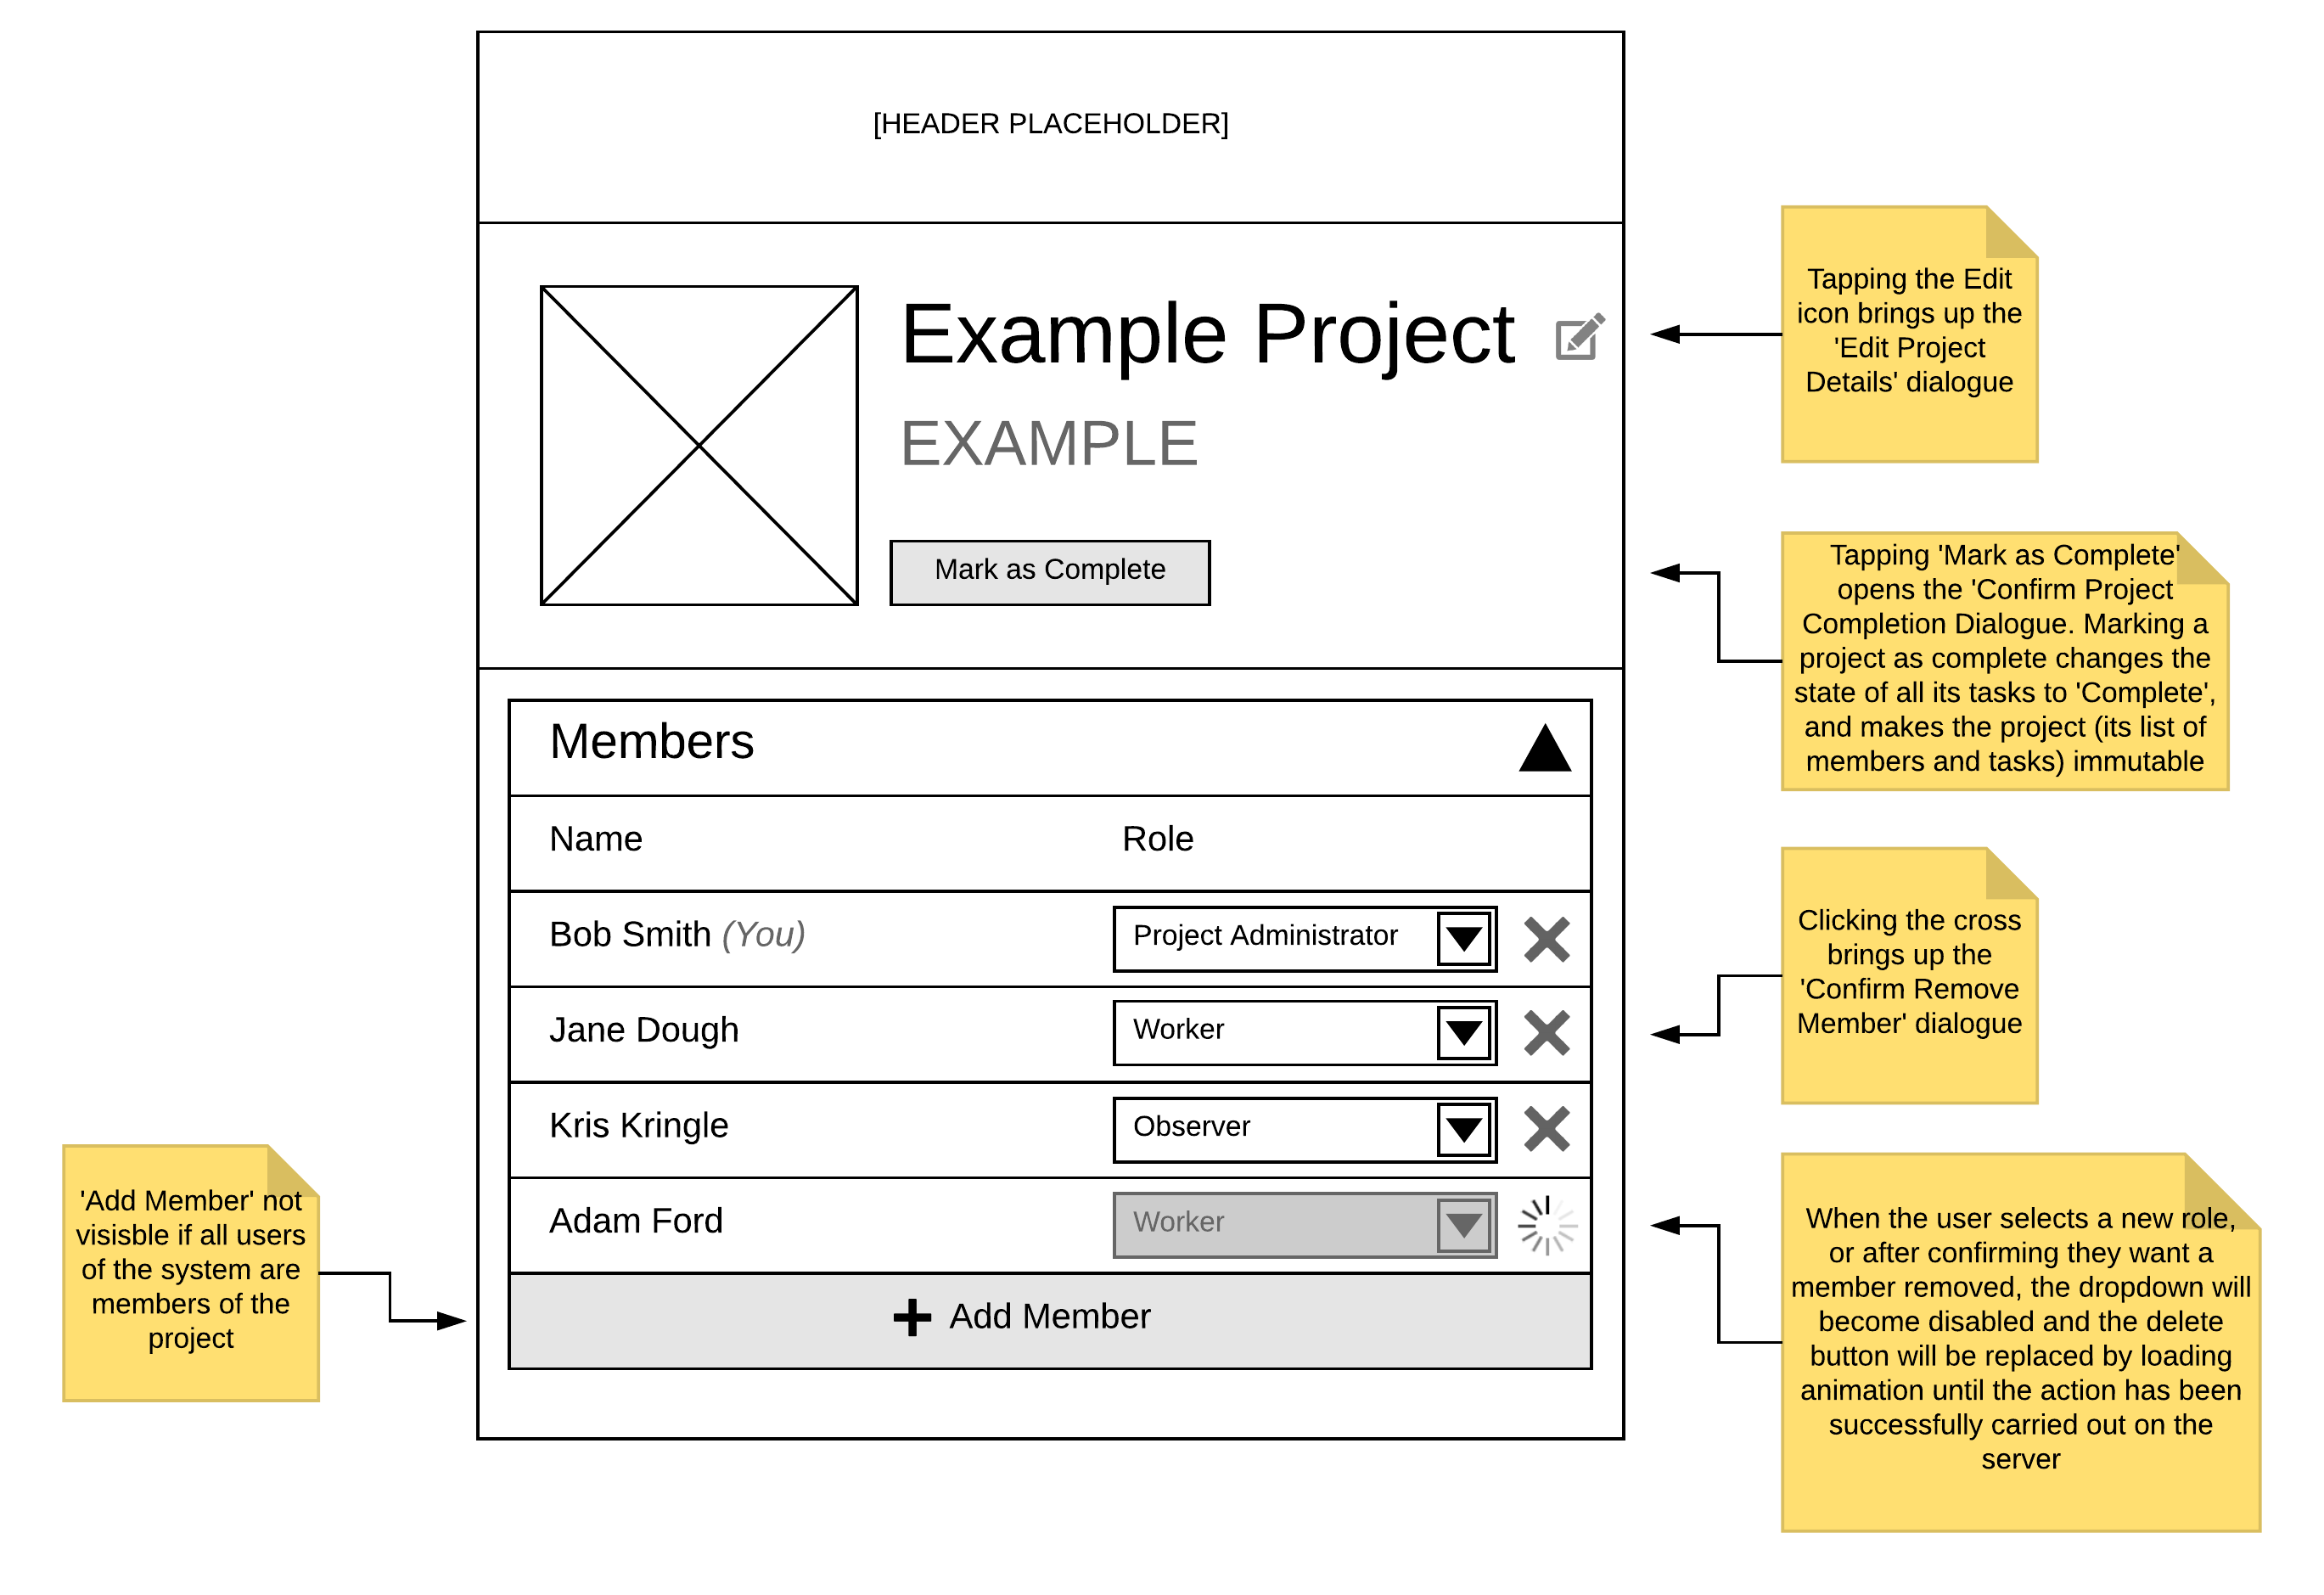 [HEADER PLACEHOLDER]
Example Project
EXAMPLE
Mark as Complete
Members
Name Role
Bob Smith (You) Project Administrator
Jane Dough Worker
Kris Kringle Observer
Adam Ford Worker
Add Member
Tapping the Edit
icon brings up the
'Edit Project
Details' dialogue
Tapping 'Mark as Complete'
opens the 'Confirm Project
Completion Dialogue. Marking a
project as complete changes the
state of all its tasks to 'Complete',
and makes the project (its list of
members and tasks) immutable
Clicking the cross
brings up the
'Confirm Remove
Member' dialogue
When the user selects a new role,
or after confirming they want a
member removed, the dropdown will
become disabled and the delete
button will be replaced by loading
animation until the action has been
successfully carried out on the
server
'Add Member' not
visisble if all users
of the system are
members of the
project